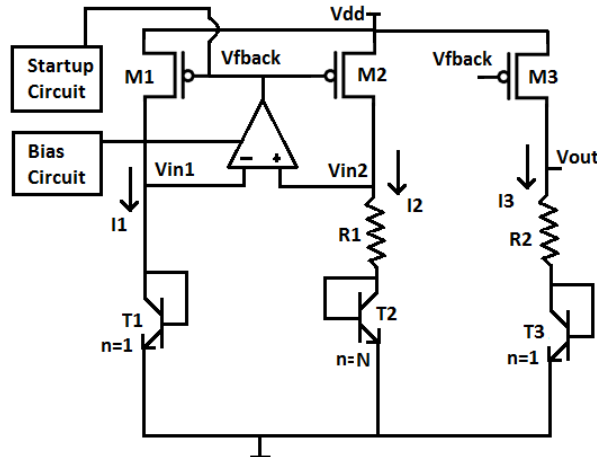 Vdd
Startup
Circuit
M1
Vfback
M2
Vfback
M3
Bias
Circuit
Vin1
-
+
Vin2
Vout
I1
I2
I3
R1
R2
T1
n=1
T2
n=N
T3
n=1